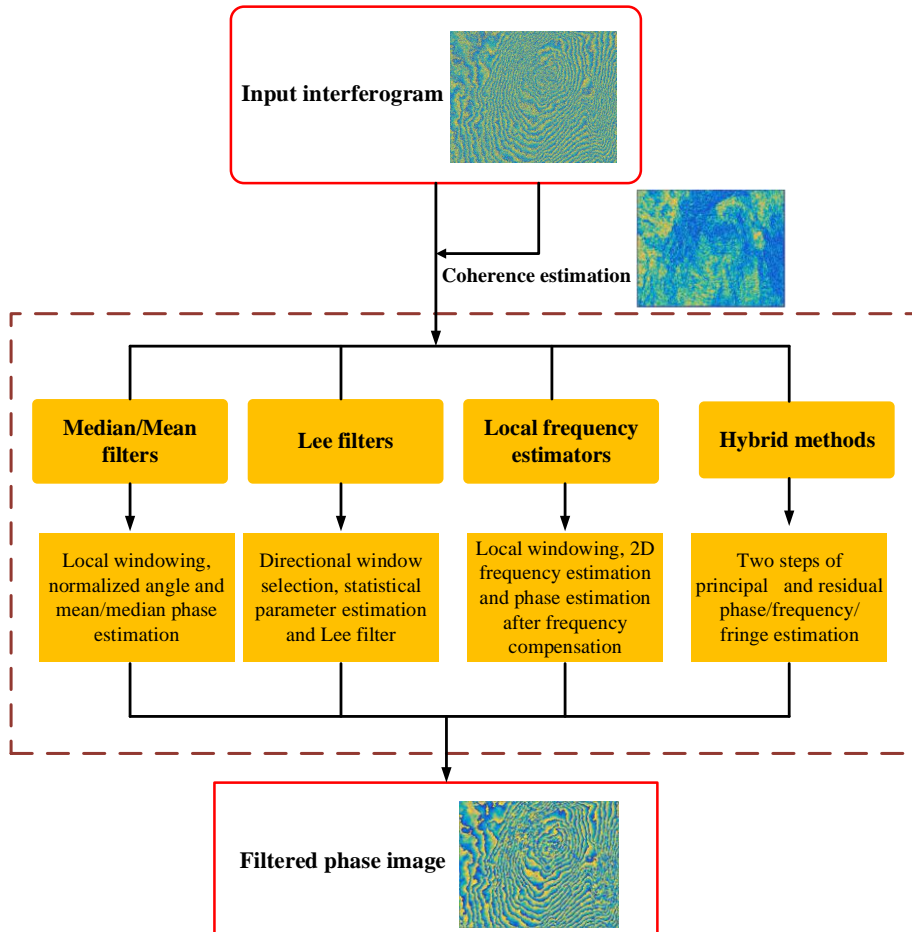 Input interferogram
Coherence estimation
Median/Mean
filters
Lee filters
Local frequency
estimators
Hybrid methods
Local windowing,
normalized angle and
mean/median phase
estimation
Directional window
selection, statistical
parameter estimation
and Lee filter
Local windowing, 2D
frequency estimation
and phase estimation
after frequency
compensation
Two steps of
principal and residual
phase/frequency/
fringe estimation
Filtered phase image